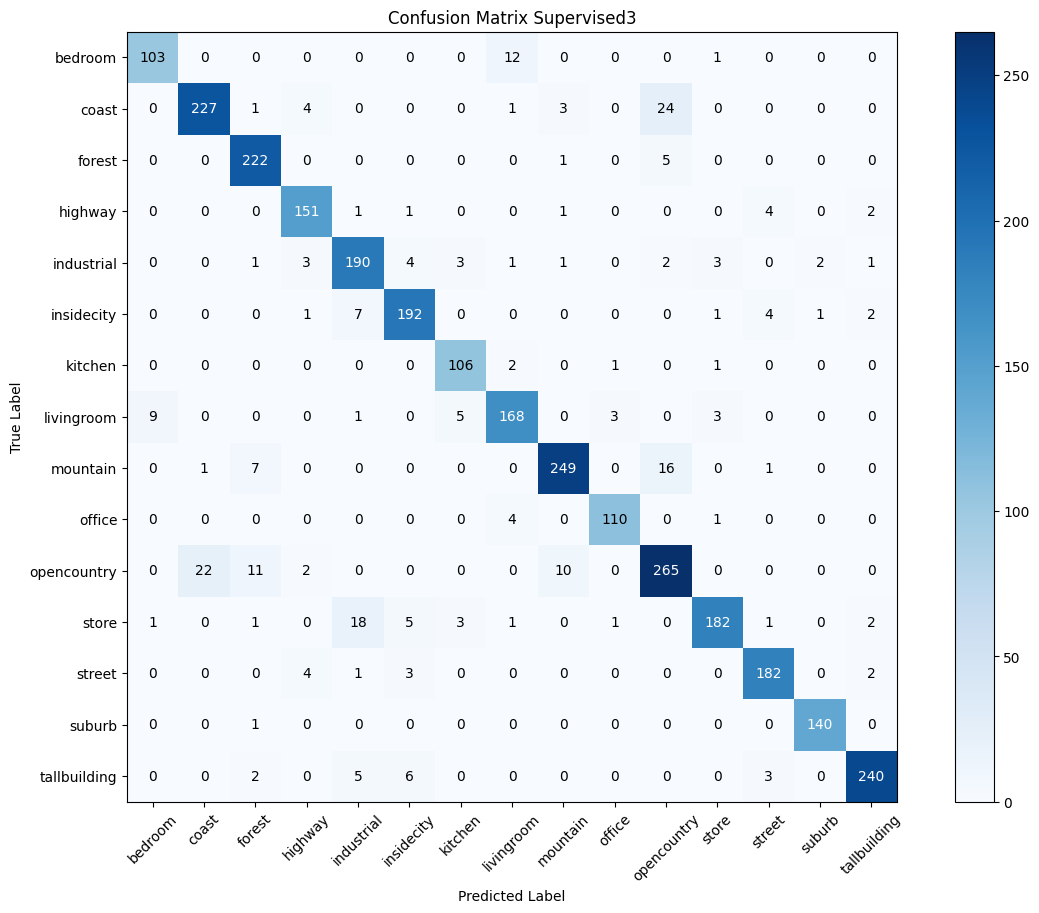 Confusion Matrix Supervised3
True Label
bedroom 103 0 0 0 0 0 0 12 0 0 0 1 0 0 0
coast 0 227 1 4 0 0 0 1 3 0 24 0 0 0 0
forest 0 0 222 0 0 0 0 0 1 0 5 0 0 0 0
highway 0 0 0 151 1 1 0 0 1 0 0 0 4 0 2
industrial 0 0 1 3 190 4 3 1 1 0 2 3 0 2 1
insidecity 0 0 0 1 7 192 0 0 0 0 0 1 4 1 2
kitchen 0 0 0 0 0 0 106 2 0 1 0 1 0 0 0
livingroom 9 0 0 0 1 0 5 168 0 3 0 3 0 0 0
mountain 0 1 7 0 0 0 0 0 249 0 16 0 1 0 0
office 0 0 0 0 0 0 0 4 0 110 0 1 0 0 0
opencountry 0 22 11 2 0 0 0 0 10 0 265 0 0 0 0
store 1 0 1 0 18 5 3 1 0 1 0 182 1 0 2
street 0 0 0 4 1 3 0 0 0 0 0 0 182 0 2
suburb 0 0 1 0 0 0 0 0 0 0 0 0 0 140 0
tallbuilding 0 0 2 0 5 6 0 0 0 0 0 0 3 0 240
bedroom coast forest highway industrial insidecity kitchen livingroom mountain office opencountry store street suburb tallbuilding
Predicted Label
250
200
150
100
50
0